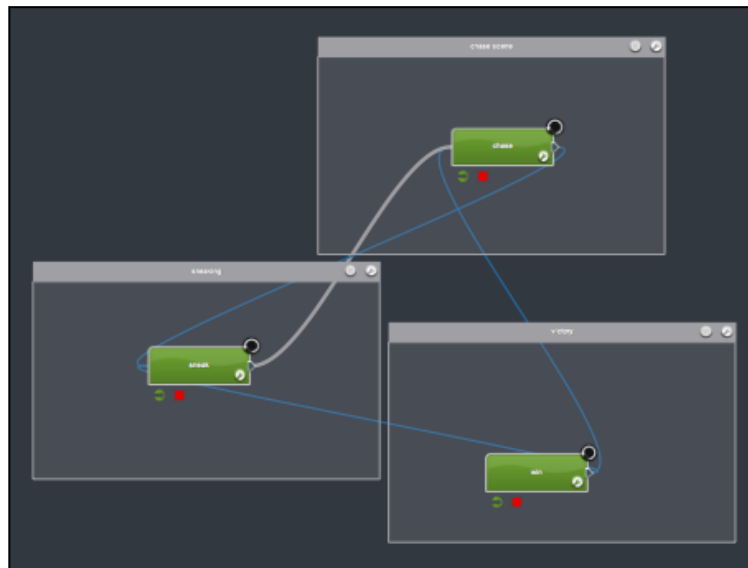 chase scene
chase
sneaking
sneak
victory
win